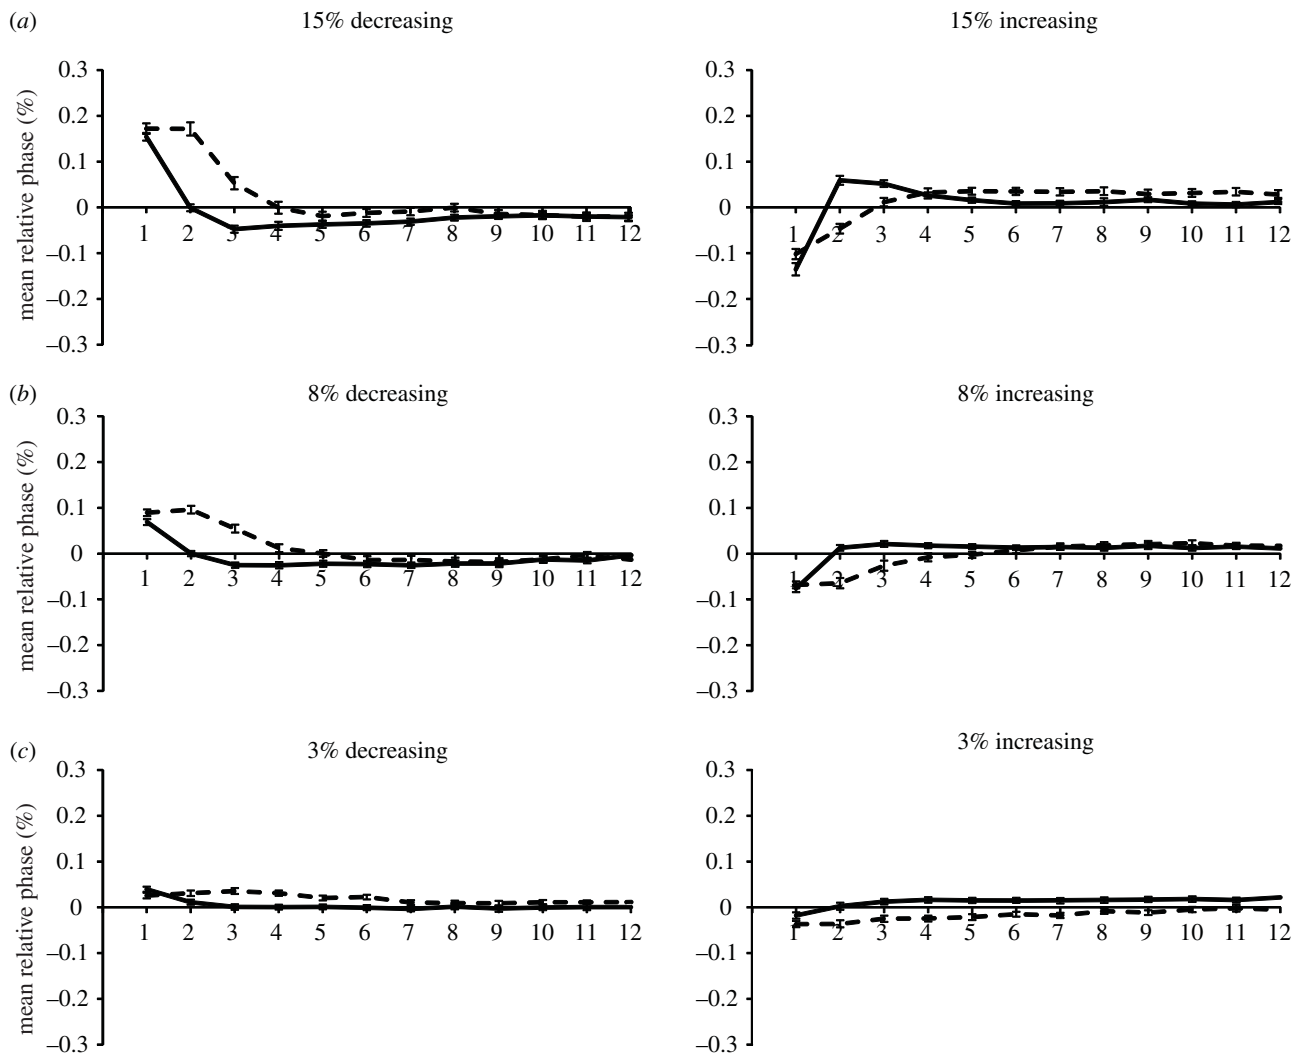 (a)
15% decreasing
15% increasing
mean relative phase (%)
0.3
0.2
0.1
0
–0.1
–0.2
–0.3
1 2 3 4 5 6 7 8 9 10 11 12
0.3
0.2
0.1
0
–0.1
–0.2
–0.3
1 2 3 4 5 6 7 8 9 10 11 12
(b)
8% decreasing
8% increasing
mean relative phase (%)
0.3
0.2
0.1
0
–0.1
–0.2
–0.3
1 2 3 4 5 6 7 8 9 10 11 12
0.3
0.2
0.1
0
–0.1
–0.2
–0.3
1 2 3 4 5 6 7 8 9 10 11 12
(c)
3% decreasing
3% increasing
mean relative phase (%)
0.3
0.2
0.1
0
–0.1
–0.2
–0.3
1 2 3 4 5 6 7 8 9 10 11 12
0.3
0.2
0.1
0
–0.1
–0.2
–0.3
1 2 3 4 5 6 7 8 9 10 11 12